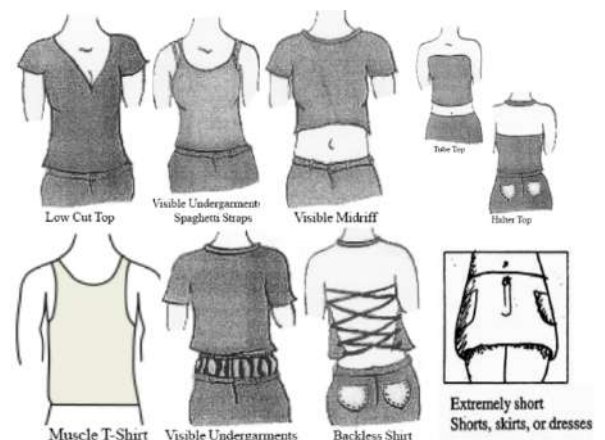 Low Cut Top
Visible Undergarment/
Spaghetti Straps
Visible Midriff
Tube Top
Halter Top
Muscle T-Shirt
Visible Undergarments
Backless Shirt
Extremely short
Shorts, skirts, or dresses